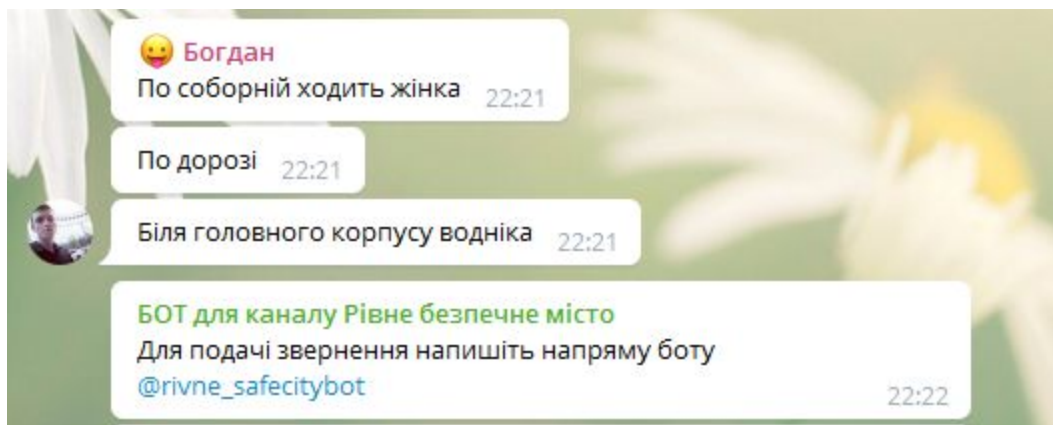 😛 Богдан
По соборній ходить жінка 22:21
По дорозі 22:21
Біля головного корпусу водніка 22:21
БОТ для каналу Рівне безпечне місто
Для подачі звернення напишіть напряму боту
@rivne_safecitybot
22:22